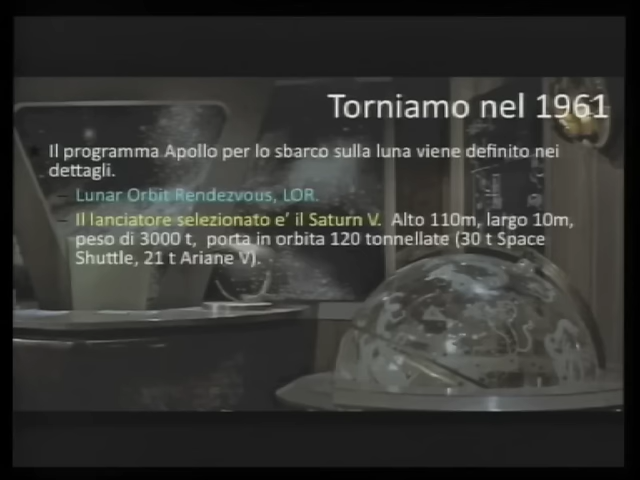 Torniamo nel 1961
Il programma Apollo per lo sbarco sulla luna viene definito nei
dettagli.
– Lunar Orbit Rendezvous, LOR.
– Il lanciatore selezionato e' il Saturn V. Alto 110m, largo 10m,
peso di 3000 t, porta in orbita 120 tonnellate (30 t Space
Shuttle, 21 t Ariane V).